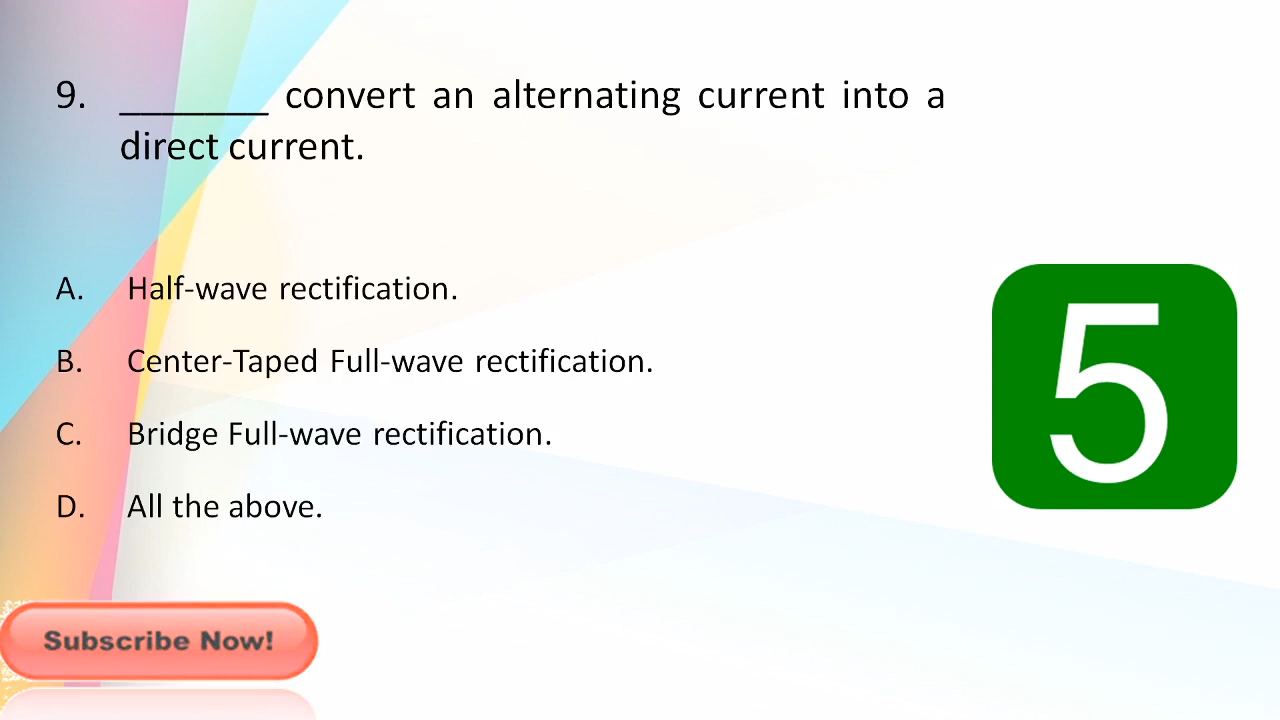 9. _______ convert an alternating current into a
direct current.
A. Half-wave rectification.
B. Center-Taped Full-wave rectification.
C. Bridge Full-wave rectification.
D. All the above.
5
Subscribe Now!